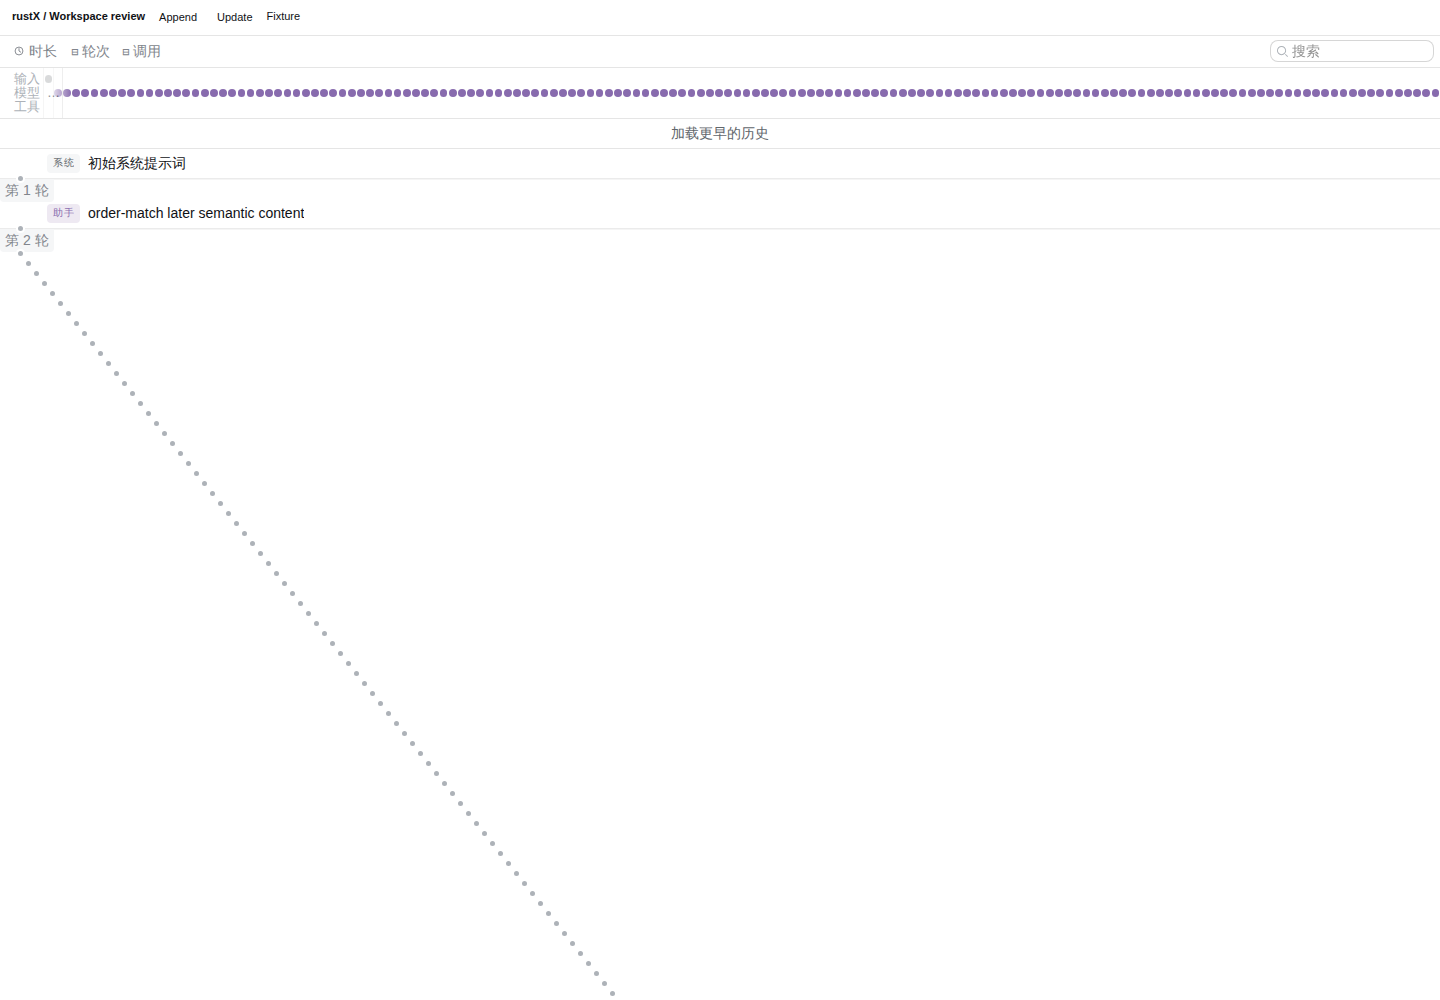 rustX / Workspace review Append Update Fixture
时长 轮次 调用 搜索
输入
模型 ...
工具
加载更早的历史
系统 初始系统提示词
第 1 轮
助手 order-match later semantic content
第 2 轮